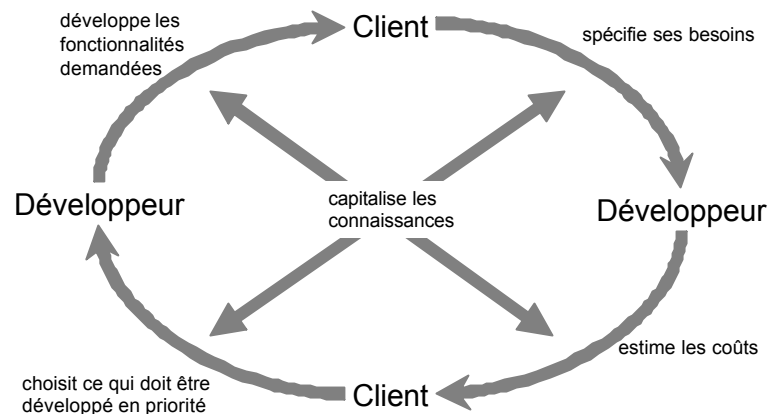 développe les
fonctionnalités
demandées
Client
spécifie ses besoins
Développeur
capitalise les
connaissances
Développeur
estime les coûts
choisit ce qui doit être
développé en priorité
Client